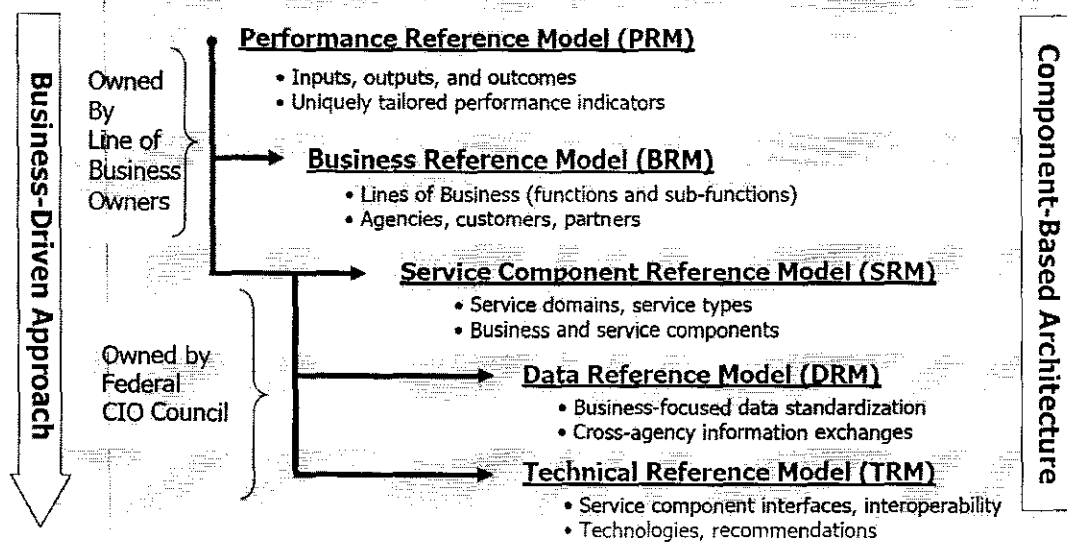 Business-Driven Approach
Performance Reference Model (PRM)
• Inputs, outputs, and outcomes
• Uniquely tailored performance indicators
Owned
By
Line of
Business
Owners
Business Reference Model (BRM)
• Lines of Business (functions and sub-functions)
• Agencies, customers, partners
Service Component Reference Model (SRM)
• Service domains, service types
• Business and service components
Owned by
Federal
CIO Council
Data Reference Model (DRM)
• Business-focused data standardization
• Cross-agency information exchanges
Technical Reference Model (TRM)
• Service component interfaces, interoperability
• Technologies, recommendations
Component-Based Architecture